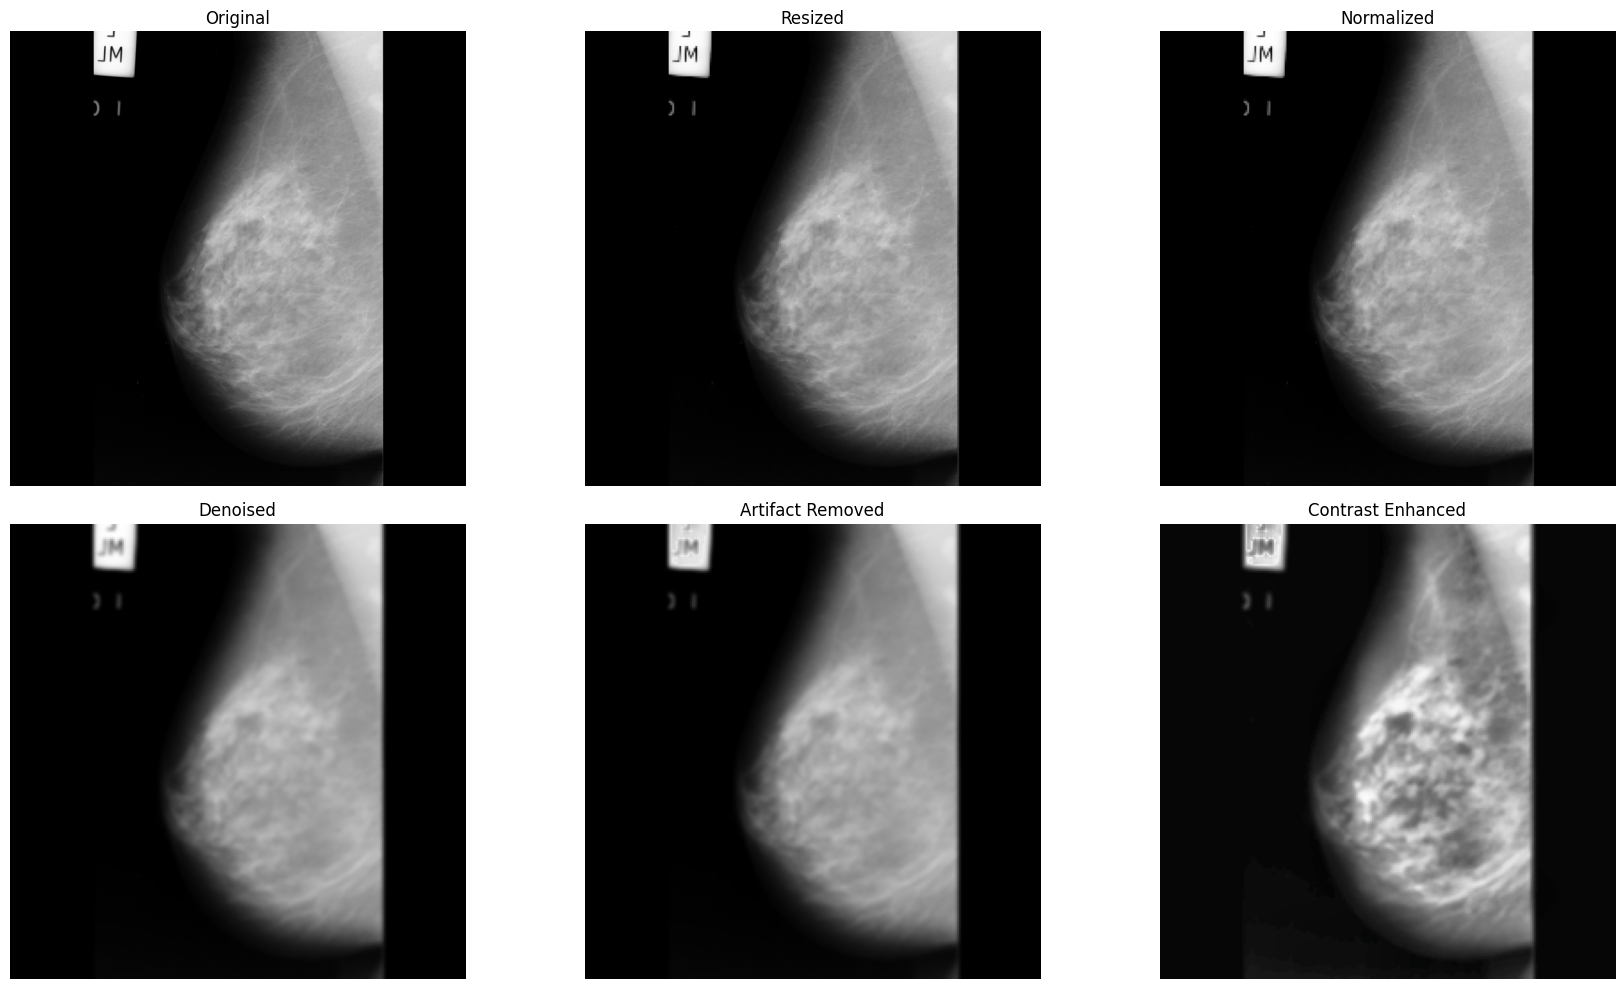 Original
Resized
Normalized
JM
JM
JM
Denoised
Artifact Removed
Contrast Enhanced
JM
JM
JM